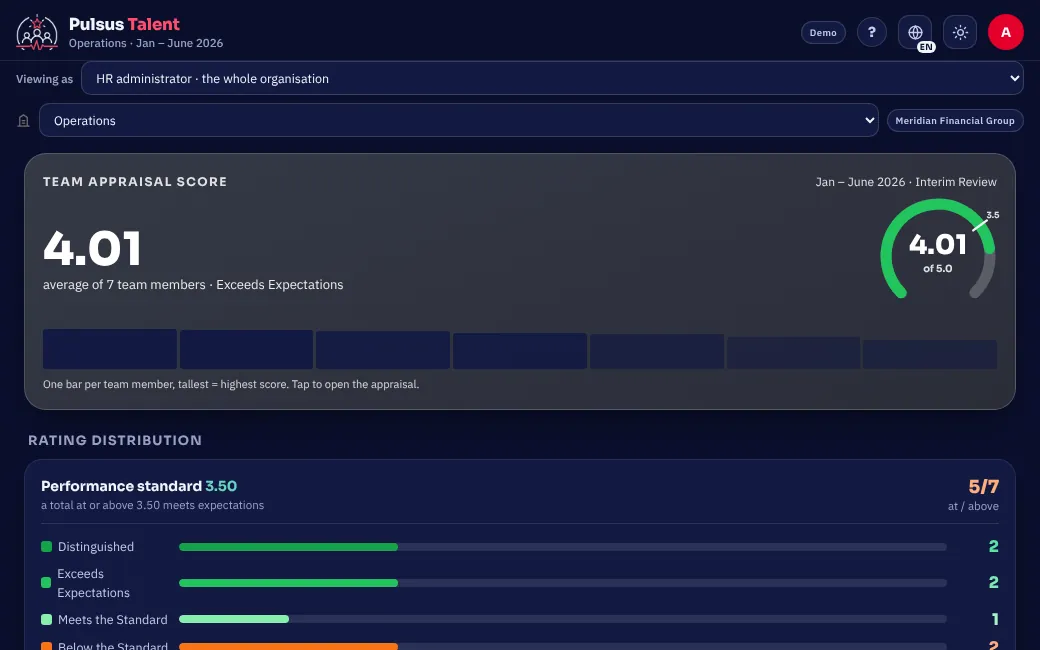 Pulsus Talent
Operations · Jan – June 2026
Demo
?
EN
A
Viewing as
HR administrator · the whole organisation
Operations
Meridian Financial Group
TEAM APPRAISAL SCORE
Jan – June 2026 · Interim Review
4.01
average of 7 team members · Exceeds Expectations
3.5
4.01
of 5.0
One bar per team member, tallest = highest score. Tap to open the appraisal.
RATING DISTRIBUTION
Performance standard 3.50
5/7
a total at or above 3.50 meets expectations
at / above
Distinguished
2
Exceeds
Expectations
2
Meets the Standard
1
Below the Standard
2